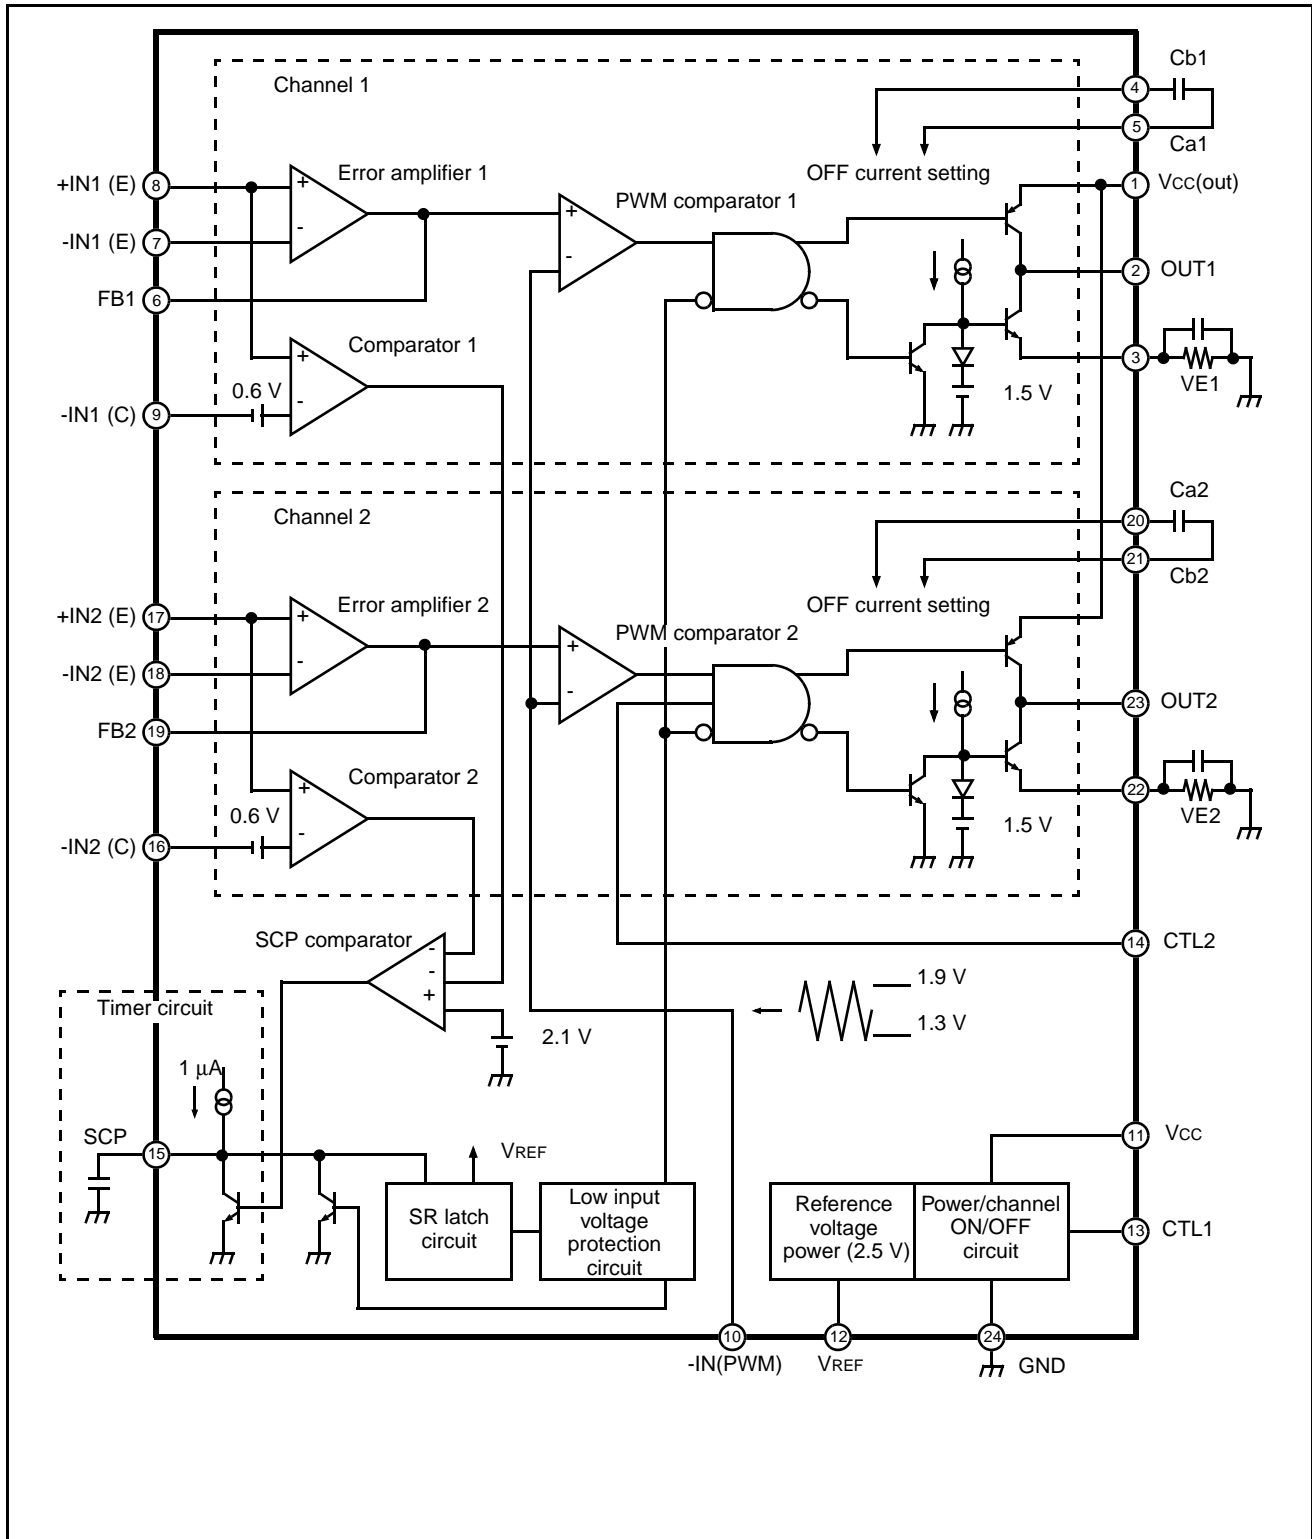 Channel 1
Cb1
4
5
Ca1
OFF current setting
+IN1 (E)
8
Error amplifier 1
+
-
PWM comparator 1
+
-
1
VCC(out)
-IN1 (E)
7
2
OUT1
FB1
6
Comparator 1
+
-
0.6 V
-IN1 (C)
9
3
VE1
1.5 V
Channel 2
Ca2
20
21
Cb2
OFF current setting
+IN2 (E)
17
Error amplifier 2
+
-
PWM comparator 2
+
-
-IN2 (E)
18
23
OUT2
FB2
19
Comparator 2
+
-
0.6 V
-IN2 (C)
16
22
VE2
1.5 V
SCP comparator
-
-
+
14
CTL2
1.9 V
1.3 V
Timer circuit
2.1 V
1 μA
SCP
15
VREF
11
VCC
SR latch
circuit
Low input
voltage
protection
circuit
Reference
voltage
power (2.5 V)
Power/channel
ON/OFF
circuit
13
CTL1
10
-IN(PWM)
12
VREF
24
GND